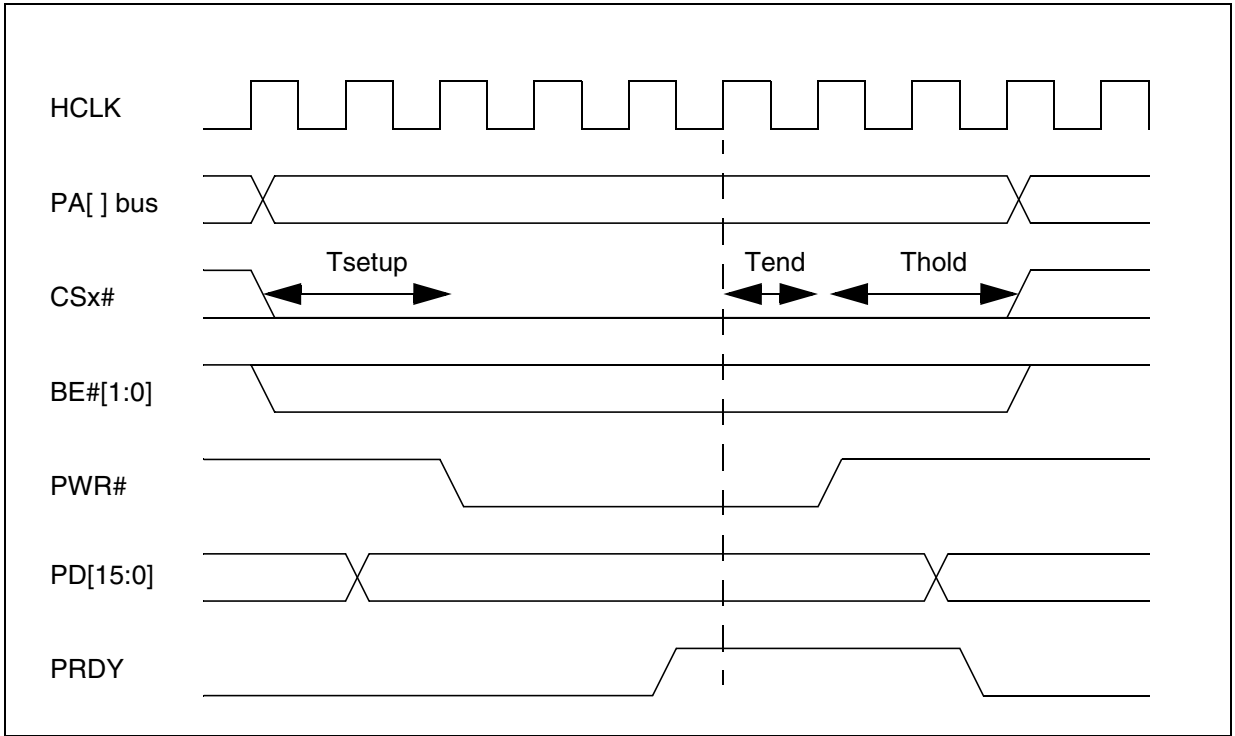 HCLK
PA[ ] bus
Tsetup
Tend
Thold
CSx#
BE#[1:0]
PWR#
PD[15:0]
PRDY